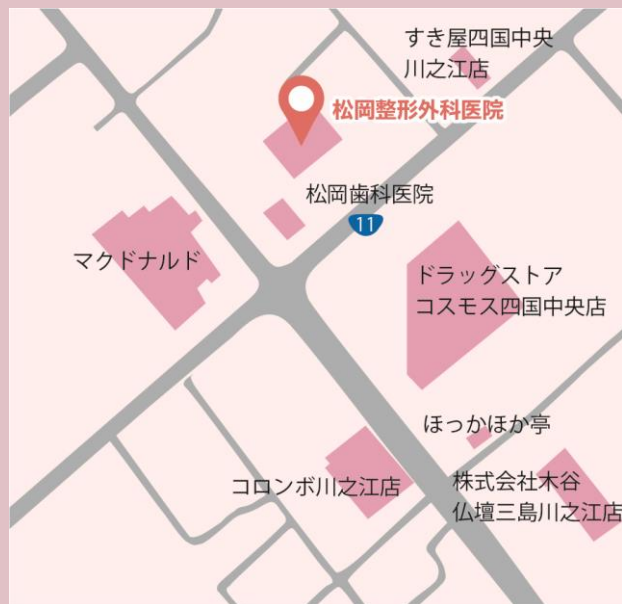 すき屋四国中央
川之江店
松岡整形外科医院
松岡歯科医院
11
マクドナルド
ドラッグストア
コスモス四国中央店
ほっかほか亭
コロンボ川之江店
株式会社木谷
仏壇三島川之江店